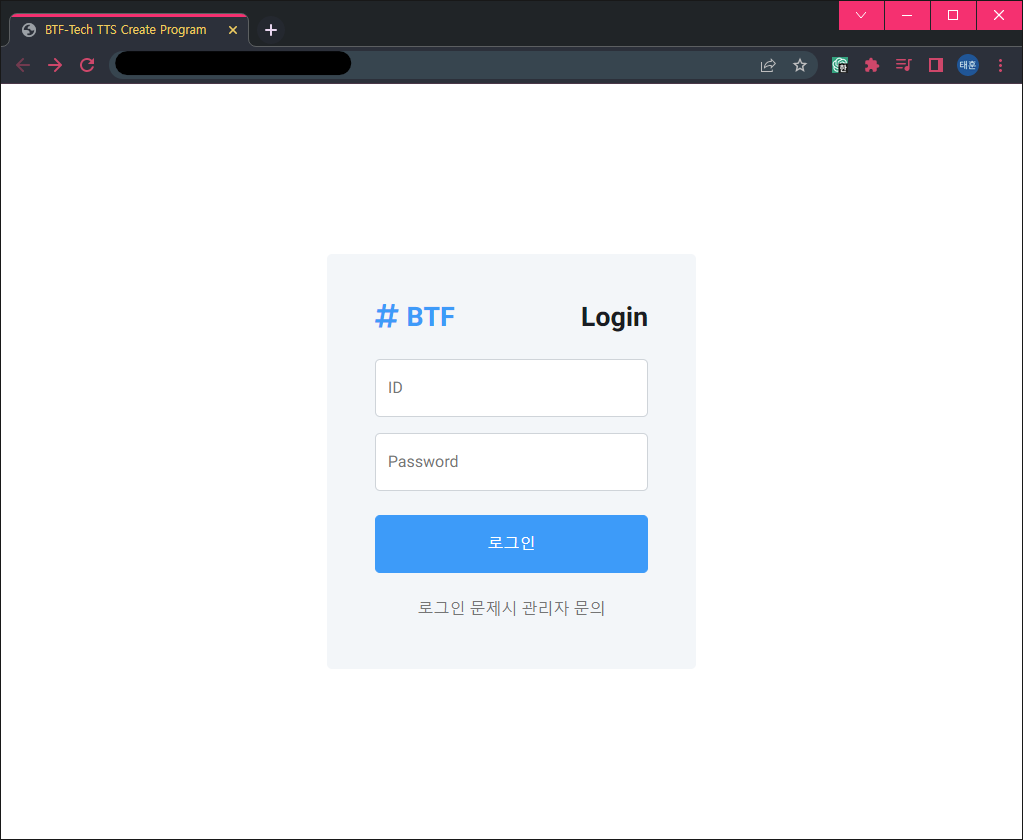 BTF-Tech TTS Create Program
한
태훈
# BTF
Login
ID
Password
로그인
로그인 문제시 관리자 문의